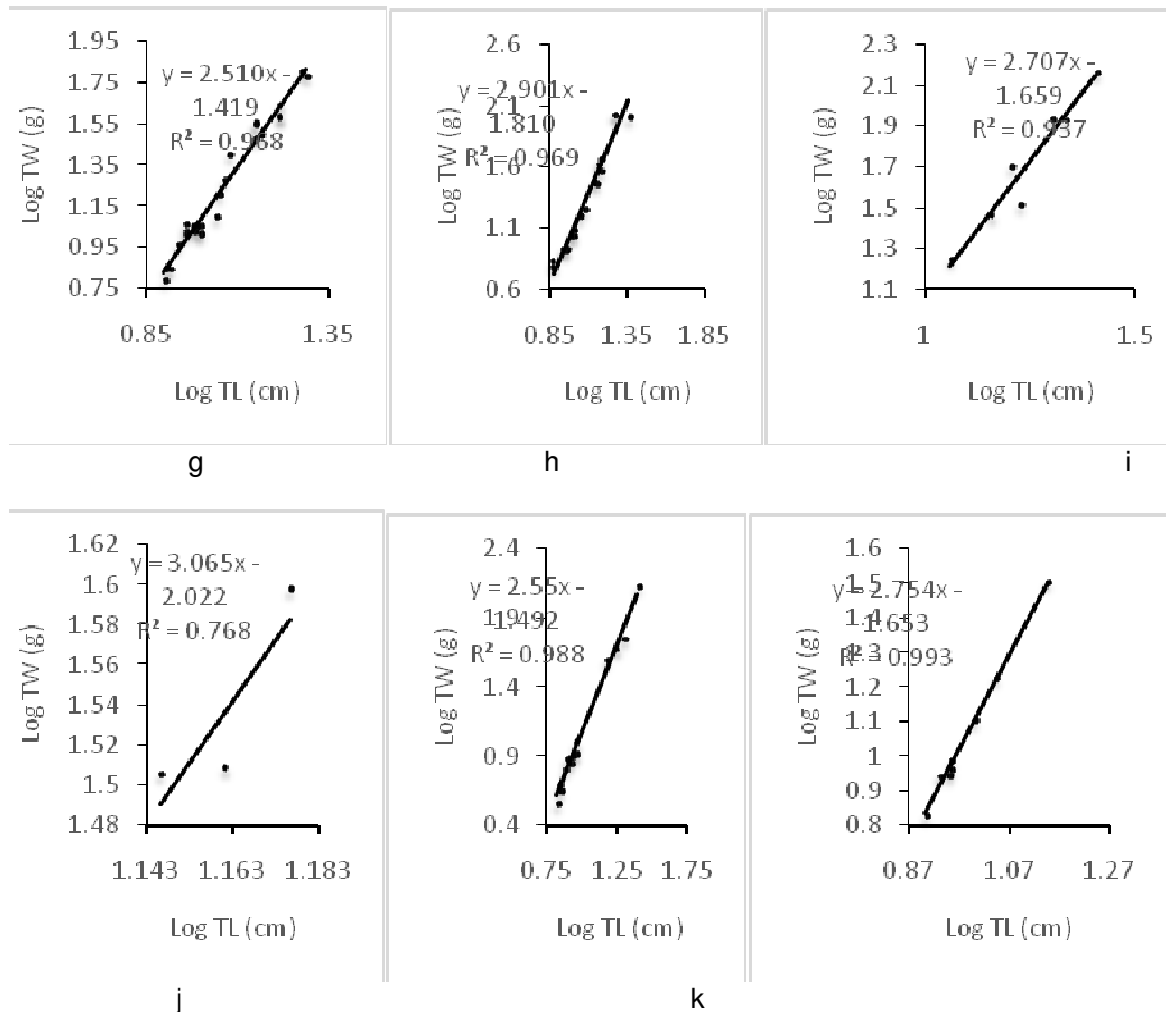 1.95
1.75
1.55
1.35
1.15
0.95
0.75
Log TW (g)
y = 2.510x -
1.419
R² = 0.968
0.85 1.35
Log TL (cm)
g
2.6
2.1
1.6
1.1
0.6
Log TW (g)
y = 2.901x -
1.810
R² = 0.969
0.85 1.35 1.85
Log TL (cm)
h
2.3
2.1
1.9
1.7
1.5
1.3
1.1
Log TW (g)
y = 2.707x -
1.659
R² = 0.937
1 1.5
Log TL (cm)
i
1.62
1.6
1.58
1.56
1.54
1.52
1.5
1.48
Log TW (g)
y = 3.065x -
2.022
R² = 0.768
1.143 1.163 1.183
Log TL (cm)
j
2.4
1.9
1.4
0.9
0.4
Log TW (g)
y = 2.55x -
1.492
R² = 0.988
0.75 1.25 1.75
Log TL (cm)
k
1.6
1.5
1.4
1.3
1.2
1.1
1
0.9
0.8
Log TW (g)
y = 2.754x -
1.653
R² = 0.993
0.87 1.07 1.27
Log TL (cm)